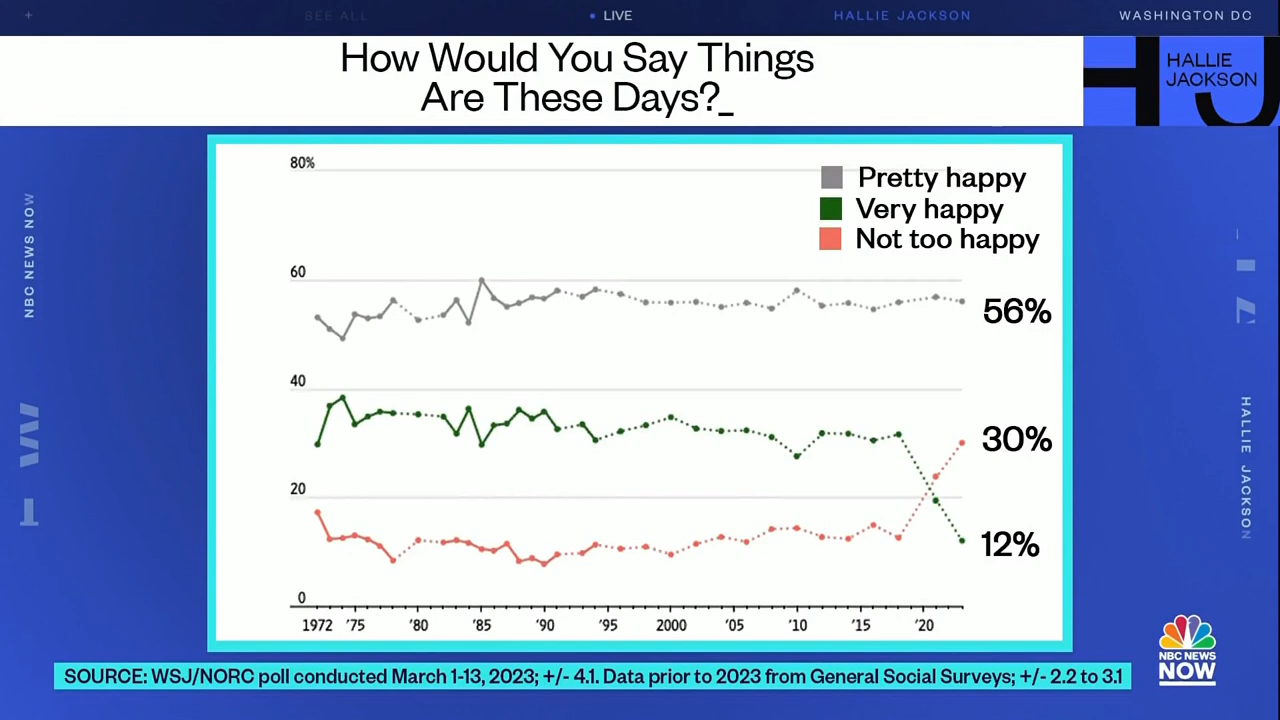 SEE ALL
LIVE
HALLIE JACKSON
WASHINGTON DC
How Would You Say Things
Are These Days?_
HALLIE
JACKSON
NBC NEWS NOW
80%
60
40
20
0
Pretty happy
Very happy
Not too happy
56%
30%
12%
1972 '75 '80 '85 '90 '95 2000 '05 '10 '15 '20
HALLIE JACKSON
SOURCE: WSJ/NORC poll conducted March 1-13, 2023; +/- 4.1. Data prior to 2023 from General Social Surveys; +/- 2.2 to 3.1
NBC NEWS
NOW